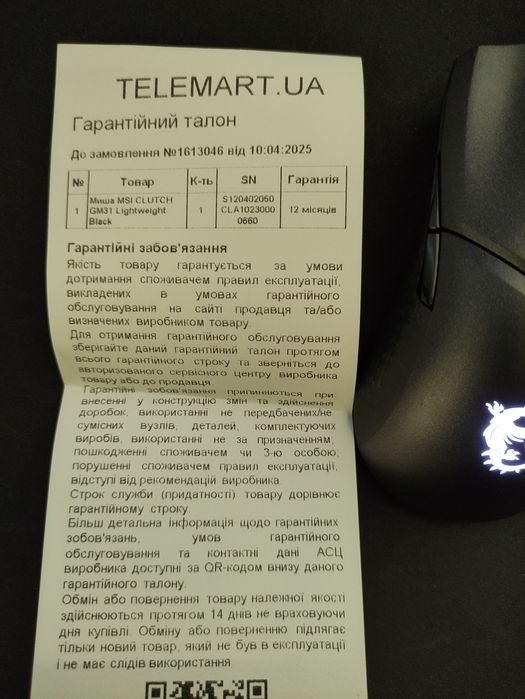 TELEMART.UA
Гарантійний талон
До замовлення №1613046 від 10:04:2025
№ Товар К-ть SN Гарантія
1 Миша MSI CLUTCH GM31 Lightweight Black 1 S120402060CLA10230000660 12 місяців
Гарантійні забов'язання
Якість товару гарантується за умови
дотримання споживачем правил експлуатації,
викладених в умовах гарантійного
обслуговування на сайті продавця та/або
визначених виробником товару.
Для отримання гарантійного обслуговування
зберігайте даний гарантійний талон протягом
всього гарантійного строку та зверніться до
авторизованого сервісного центру виробника
товару або до продавця.
Гарантійні забов'язання припиняються при
внесенні у конструкцію змін та здійснення
доробок, використанні не передбачених/не
сумісних вузлів, деталей, комплектуючих
виробів, використанні не за призначенням;
пошкодженні споживачем чи 3-ю особою;
порушенні споживачем правил експлуатації,
відступі від рекомендацій виробника.
Строк служби (придатності) товару дорівнює
гарантійному строку.
Більш детальна інформація щодо гарантійних
зобов'язань, умов гарантійного
обслуговування та контактні дані АСЦ
виробника доступні за QR-кодом внизу даного
гарантійного талону.
Обмін або повернення товару належної якості
здійснюються протягом 14 днів не враховуючи
дня купівлі. Обміну або поверненню підлягає
тільки новий товар, який не був в експлуатації
і не має слідів використання